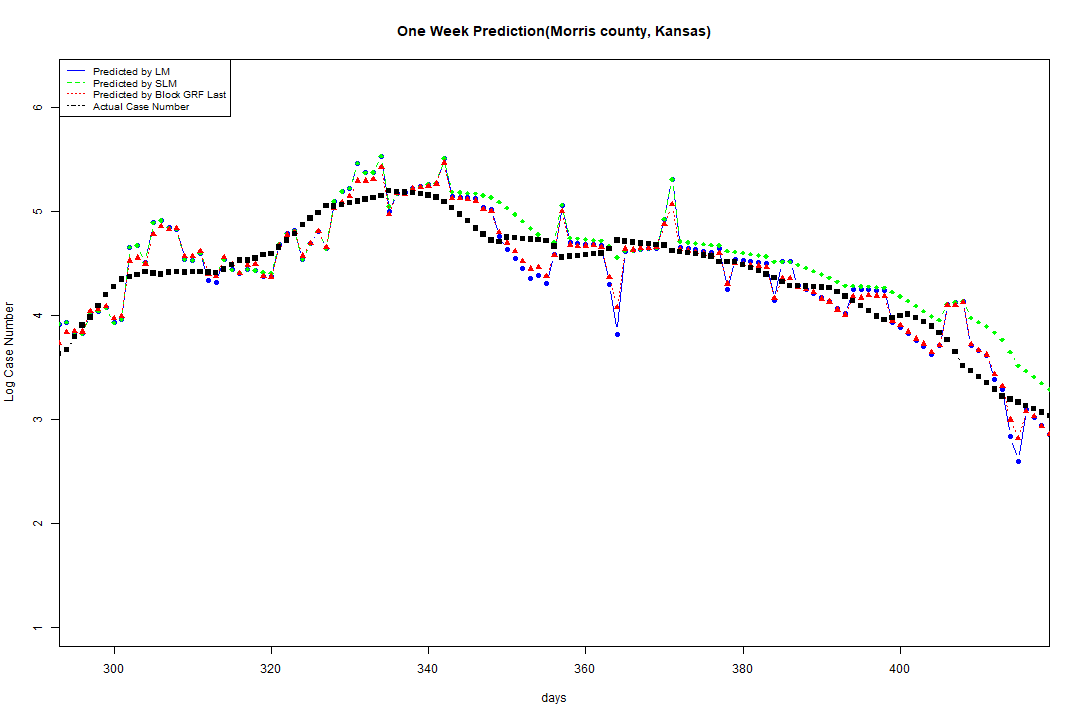 One Week Prediction(Morris county, Kansas)
Predicted by LM
Predicted by SLM
Predicted by Block GRF Last
Actual Case Number
6
5
4
3
2
1
Log Case Number
300 320 340 360 380 400
days